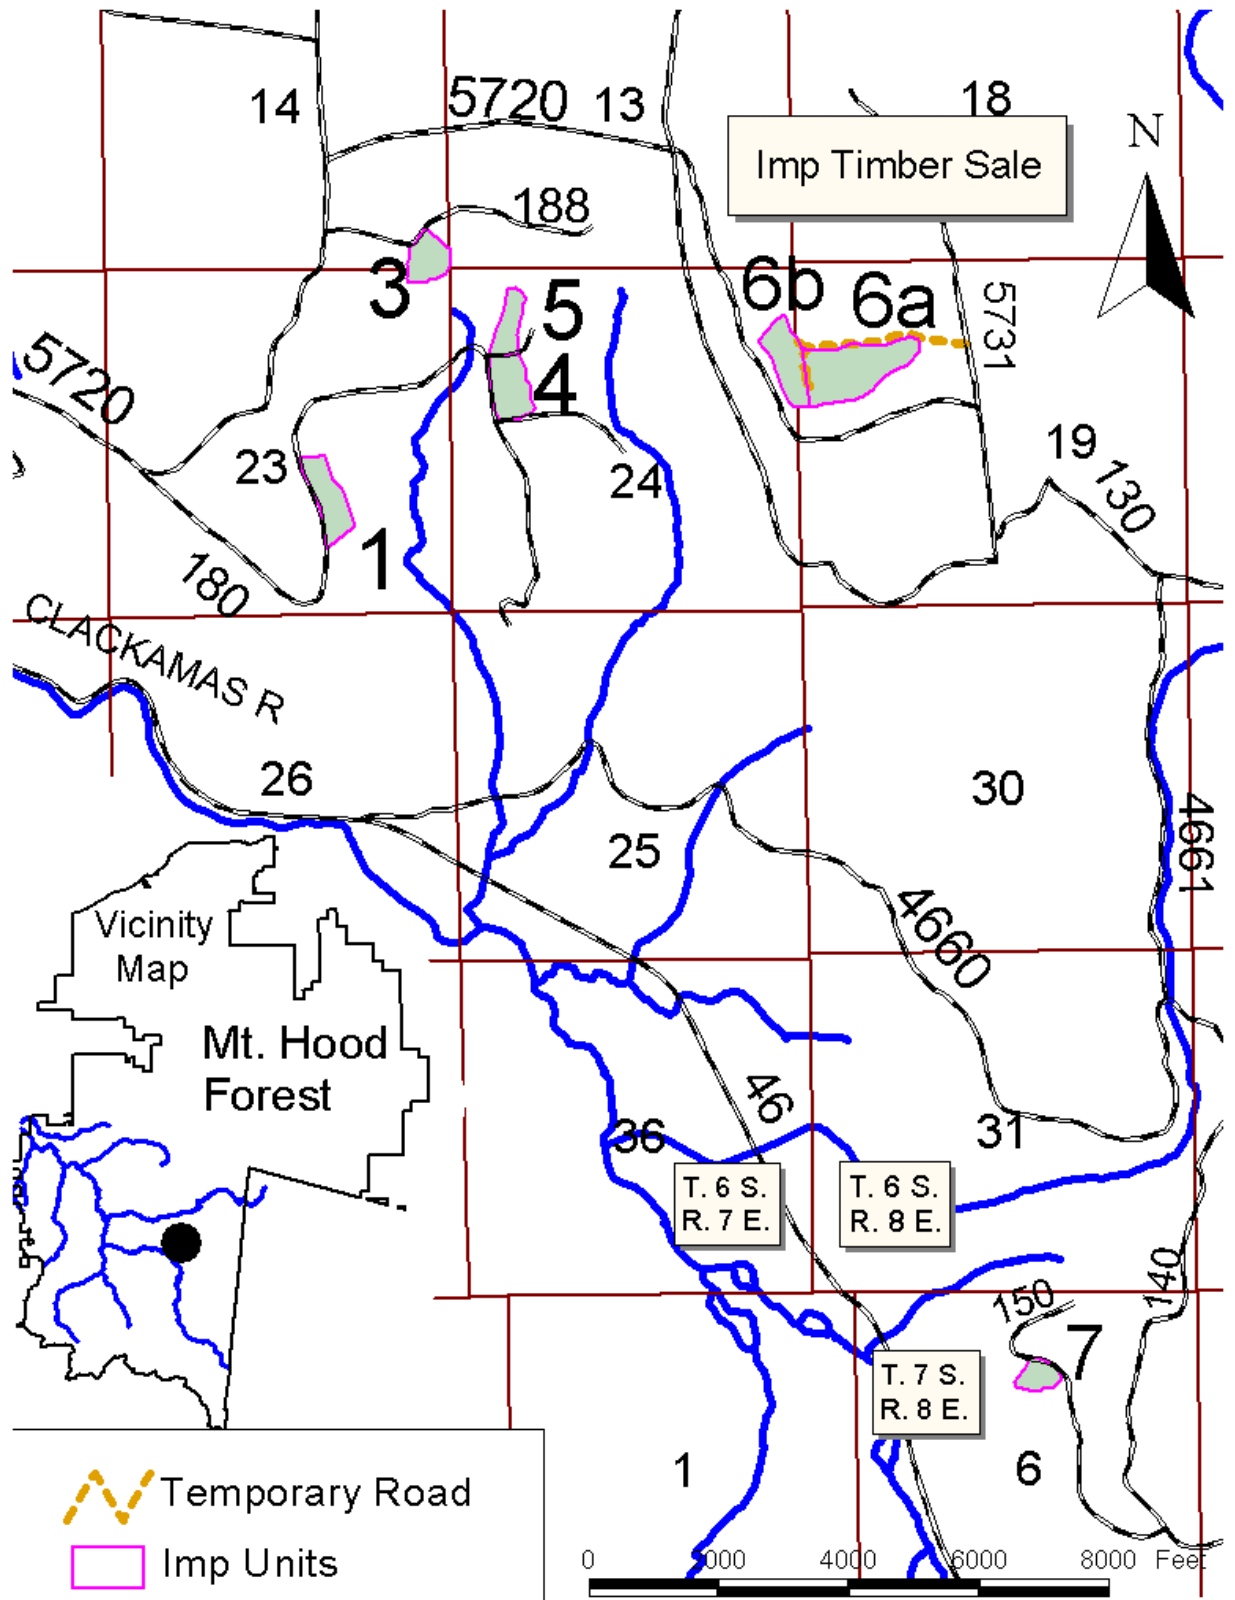 14
5720
13
18
Imp Timber Sale
N
188
3
5
6b
6a
5731
5720
4
23
24
19
130
1
180
CLACKAMAS R
26
30
25
4661
4660
Vicinity
Map
Mt. Hood
Forest
46
36
31
T. 6 S.
R. 7 E.
T. 6 S.
R. 8 E.
150
140
7
T. 7 S.
R. 8 E.
1
6
Temporary Road
Imp Units
0 2000 4000 6000 8000 Feet